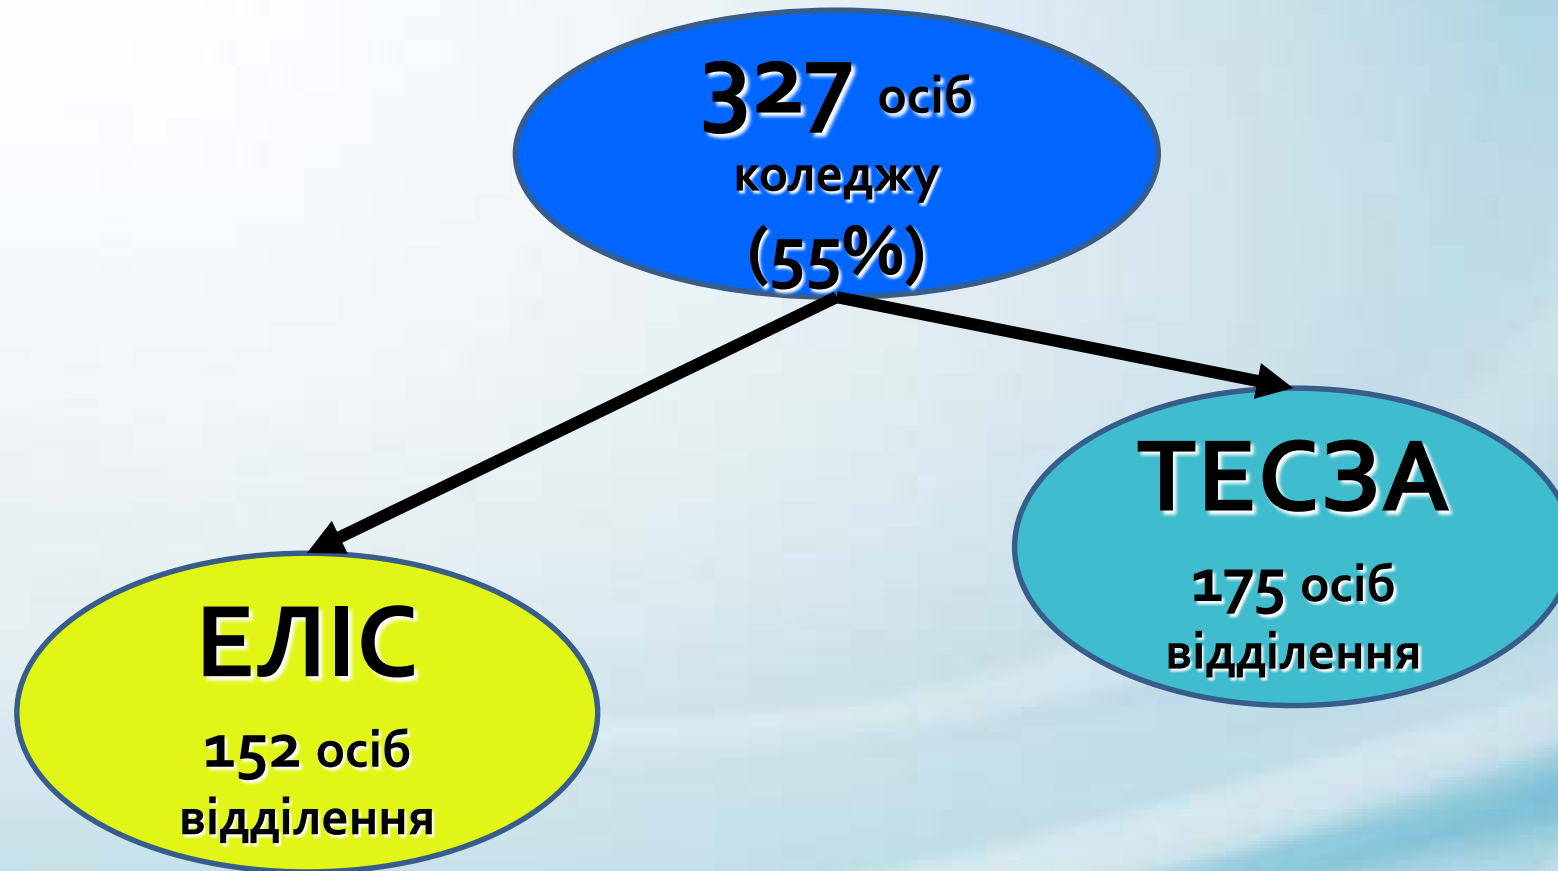 327 осіб
коледжу
(55%)
ТЕСЗА
175 осіб
відділення
ЕЛІС
152 осіб
відділення